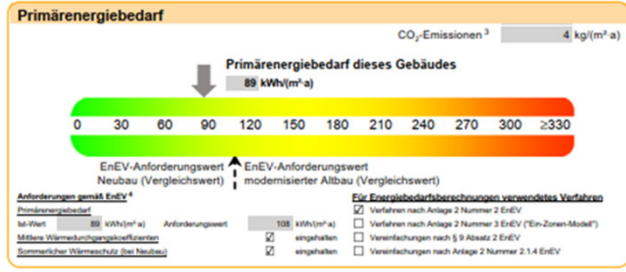 Primärenergiebedarf
CO2-Emissionen 3 4 kg/(m²·a)
Primärenergiebedarf dieses Gebäudes
89 kWh/(m²·a)
0 30 60 90 120 150 180 210 240 270 300 ≥330
EnEV-Anforderungswert
Neubau (Vergleichswert)
EnEV-Anforderungswert
modernisierter Altbau (Vergleichswert)
Anforderungen gemäß EnEV 4
Primärenergiebedarf
Ist-Wert 89 kWh/(m²·a) Anforderungswert 108 kWh/(m²·a)
Mittlere Wärmedurchgangskoeffizienten ☑ eingehalten
Sommerlicher Wärmeschutz (bei Neubau) ☑ eingehalten
Für Energiebedarfsberechnungen verwendetes Verfahren
☑ Verfahren nach Anlage 2 Nummer 2 EnEV
☐ Verfahren nach Anlage 2 Nummer 3 EnEV ("Ein-Zonen-Modell")
☐ Vereinfachungen nach § 9 Absatz 2 EnEV
☐ Vereinfachungen nach Anlage 2 Nummer 2.1.4 EnEV